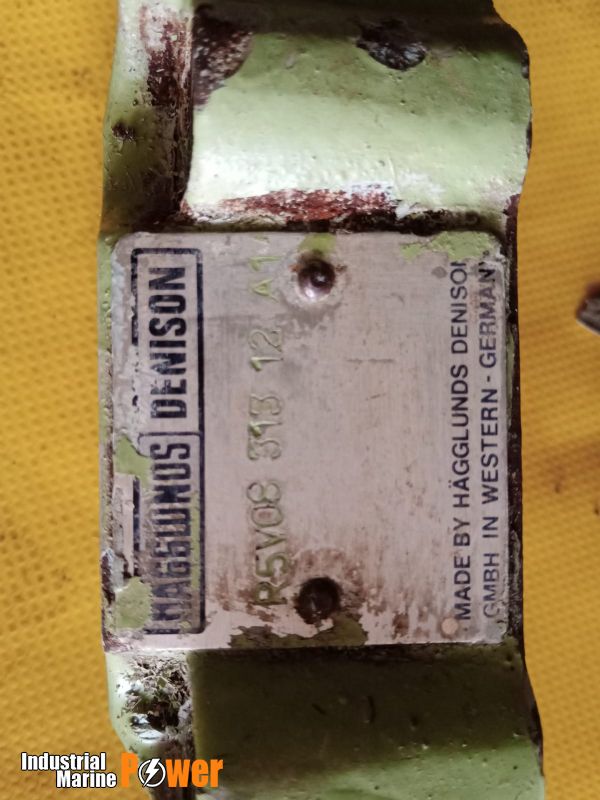 HÄGGLUNDS DENISON
R5V08 313 12 A1
MADE BY HÄGGLUNDS DENISON
GMBH IN WESTERN-GERMANY
Industrial
Marine Power